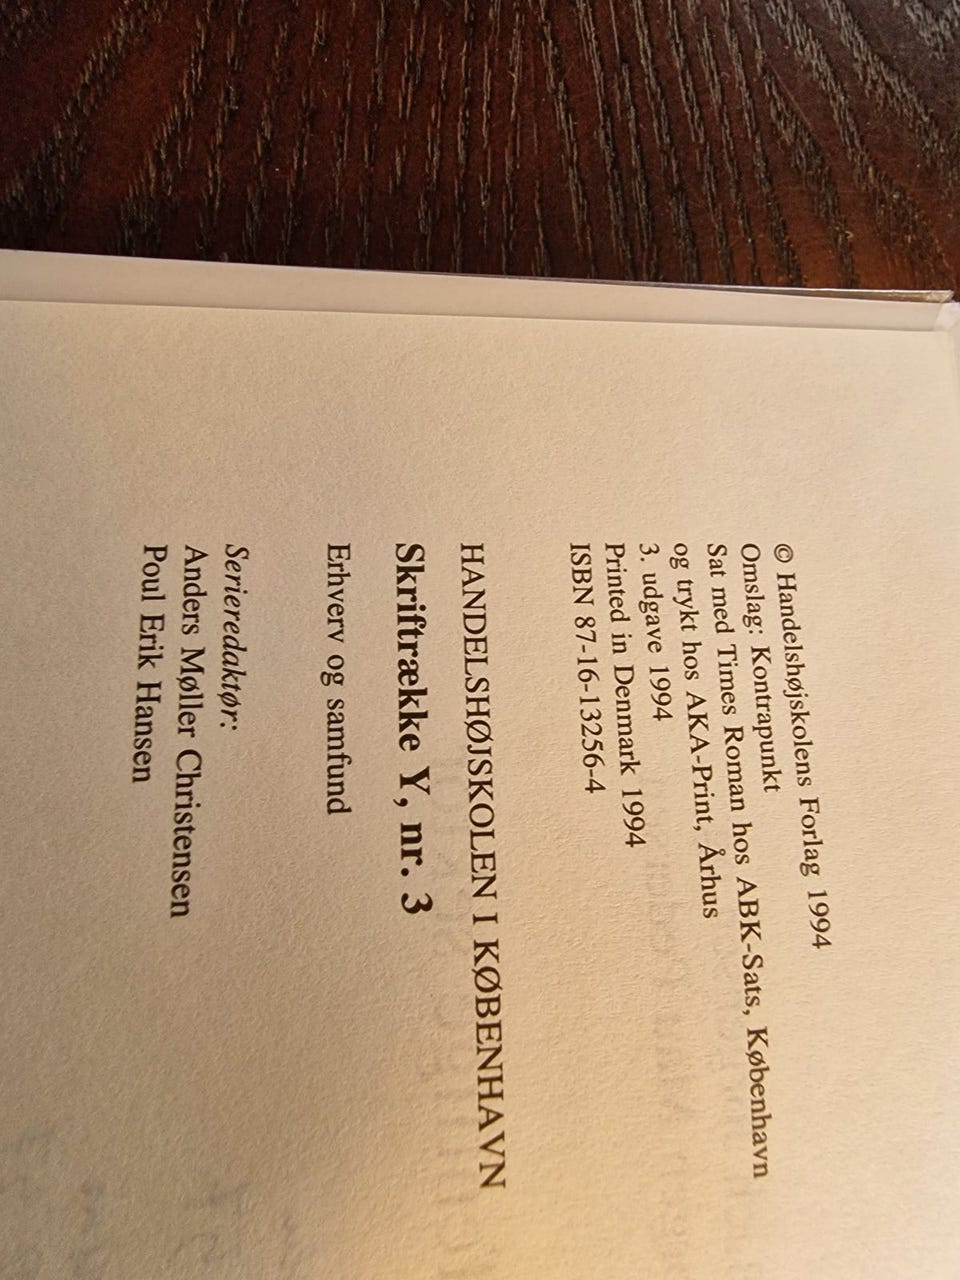 © Handelshøjskolens Forlag 1994
Omslag: Kontrapunkt
Sat med Times Roman hos ABK-Sats, København
og trykt hos AKA-Print, Århus
3. udgave 1994
Printed in Denmark 1994
ISBN 87-16-13256-4
HANDELSHØJSKOLEN I KØBENHAVN
Skriftrække Y, nr. 3
Erhverv og samfund
Serieredaktør:
Anders Møller Christensen
Poul Erik Hansen